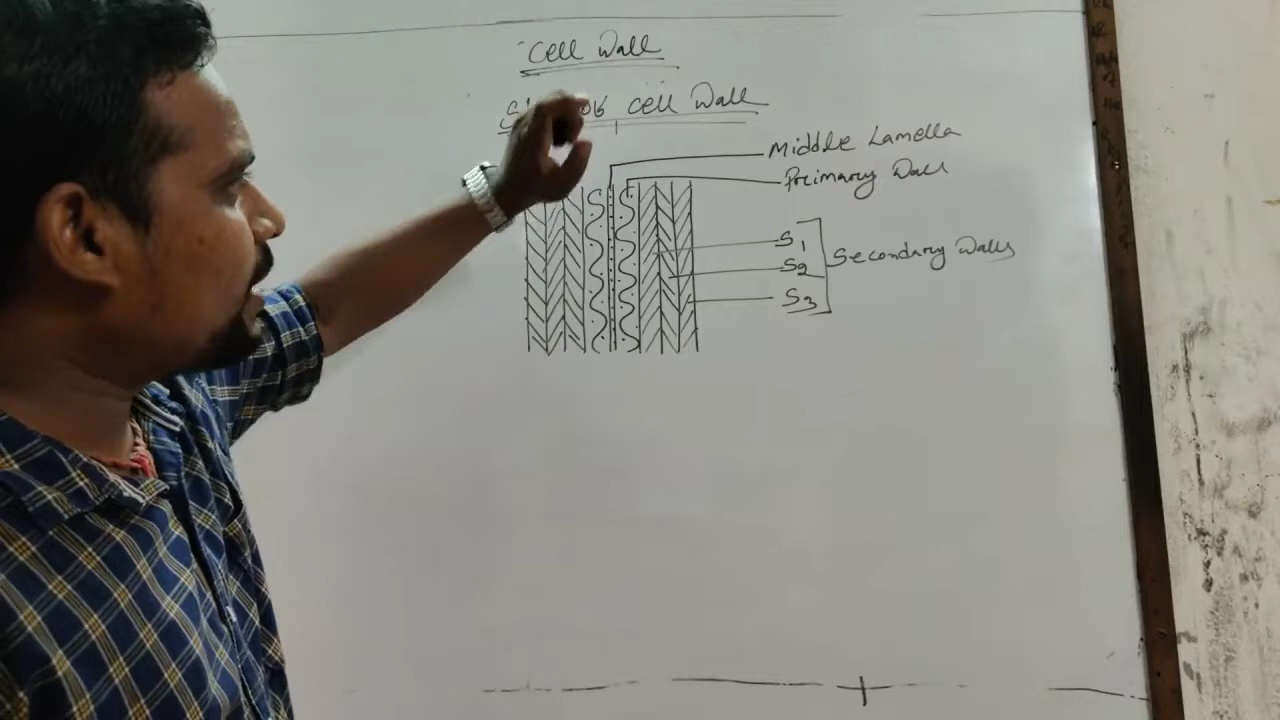 Cell Wall
Cell Wall
Middle Lamella
Primary Wall
S1
S2
S3
Secondary Walls